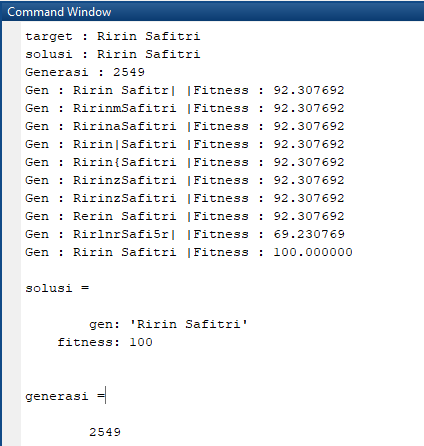 Command Window
target : Ririn Safitri
solusi : Ririn Safitri
Generasi : 2549
Gen : Ririn Safitr| |Fitness : 92.307692
Gen : RirinmSafitri |Fitness : 92.307692
Gen : RirinaSafitri |Fitness : 92.307692
Gen : Ririn|Safitri |Fitness : 92.307692
Gen : Ririn{Safitri |Fitness : 92.307692
Gen : RirinzSafitri |Fitness : 92.307692
Gen : RirinzSafitri |Fitness : 92.307692
Gen : Rerin Safitri |Fitness : 92.307692
Gen : RirlnrSafi5r| |Fitness : 69.230769
Gen : Ririn Safitri |Fitness : 100.000000
solusi =
gen: 'Ririn Safitri'
fitness: 100
generasi =
2549